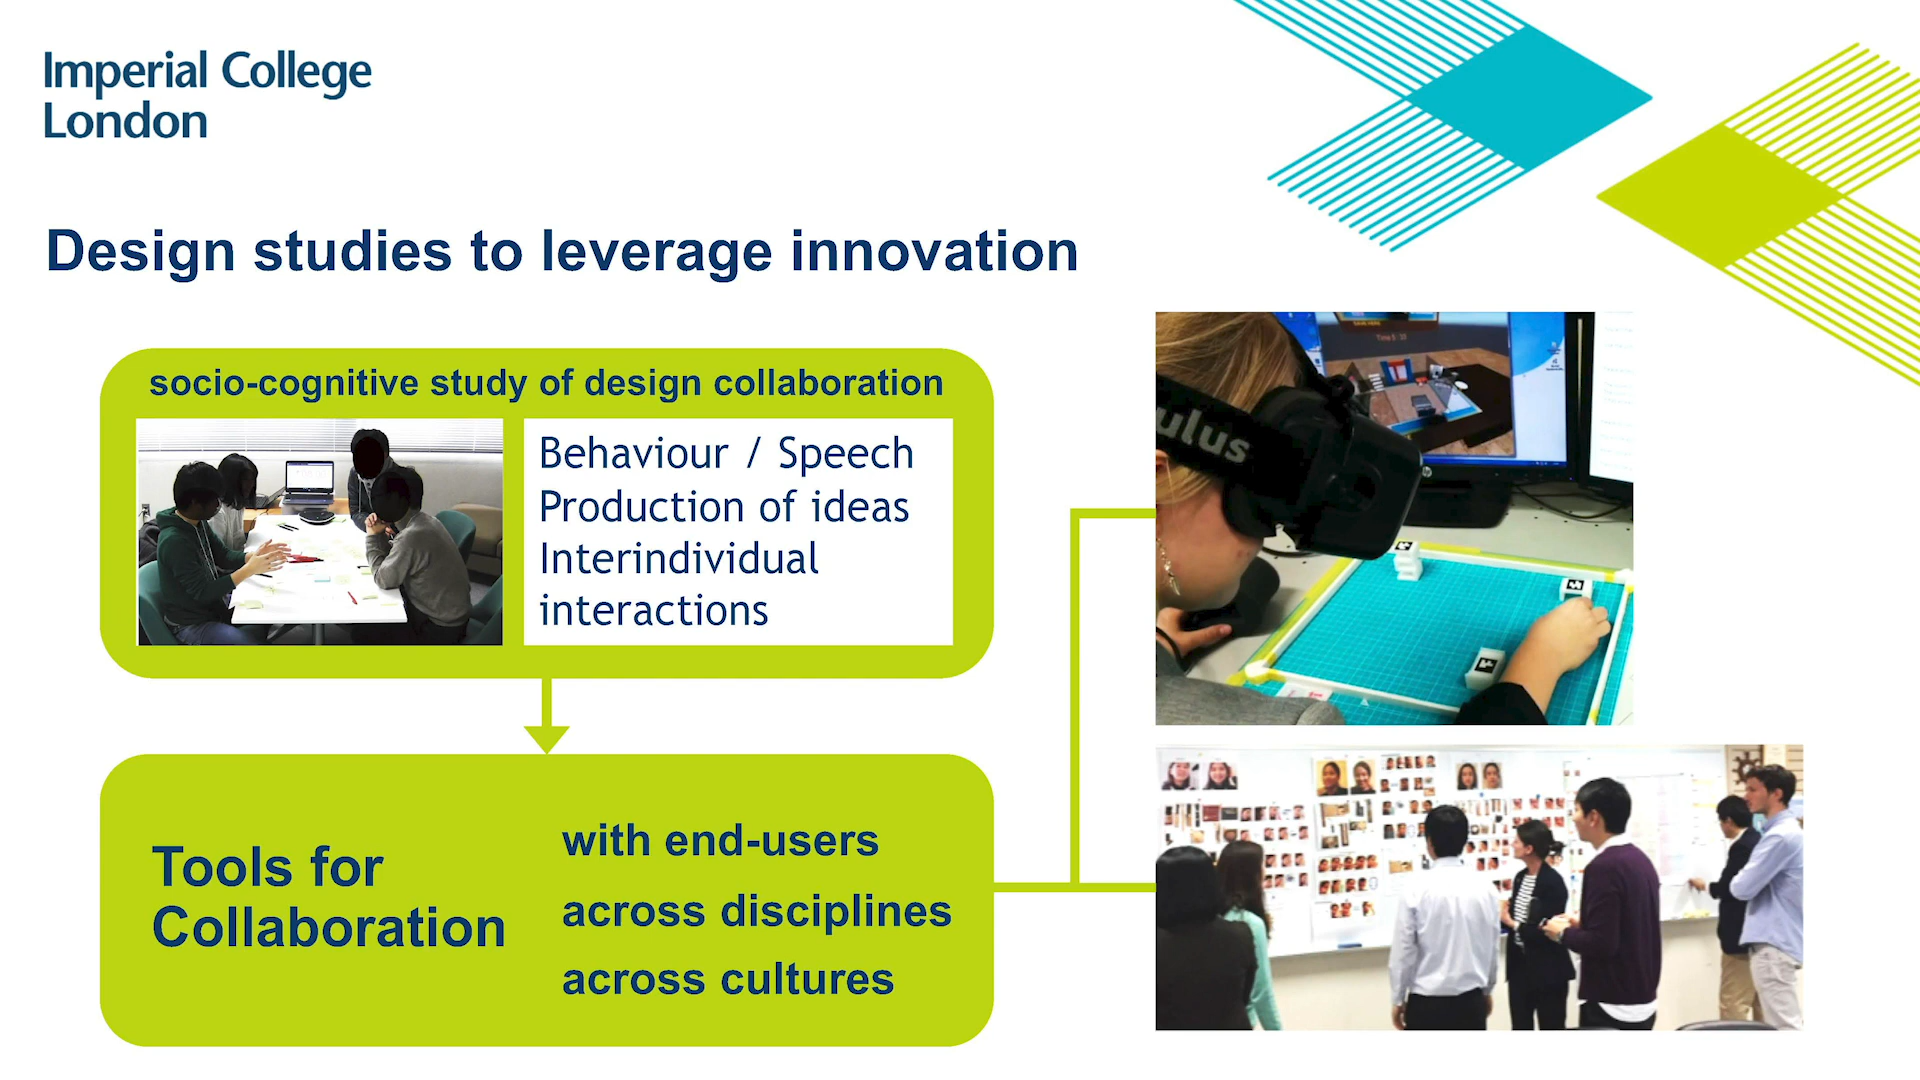 Imperial College
London
Design studies to leverage innovation
socio-cognitive study of design collaboration
Behaviour / Speech
Production of ideas
Interindividual
interactions
Tools for
Collaboration
with end-users
across disciplines
across cultures
ulus